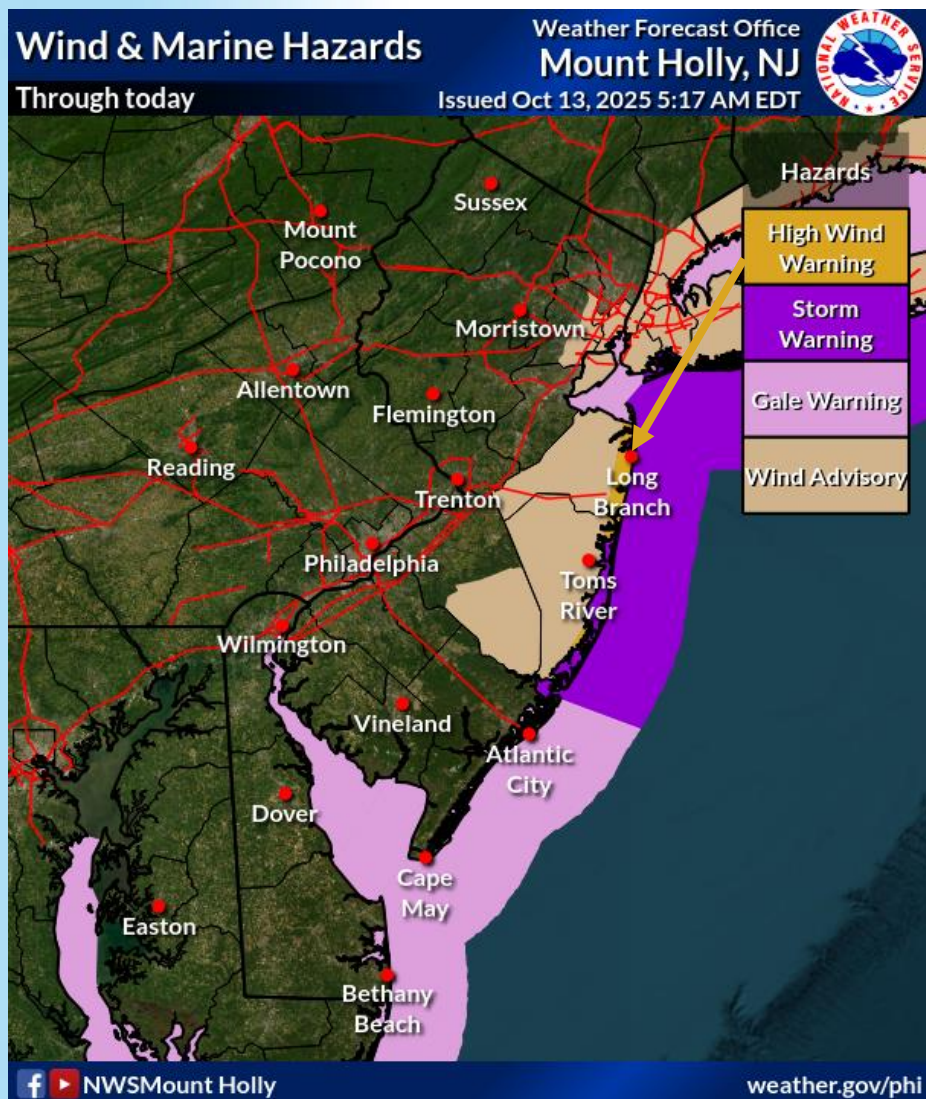 Wind & Marine Hazards
Through today
Weather Forecast Office
Mount Holly, NJ
Issued Oct 13, 2025 5:17 AM EDT
NATIONAL WEATHER SERVICE
Hazards
High Wind
Warning
Storm
Warning
Gale Warning
Wind Advisory
Sussex
Mount
Pocono
Morristown
Allentown
Flemington
Reading
Long
Branch
Trenton
Philadelphia
Toms
River
Wilmington
Vineland
Atlantic
City
Dover
Cape
May
Easton
Bethany
Beach
NWSMount Holly
weather.gov/phi